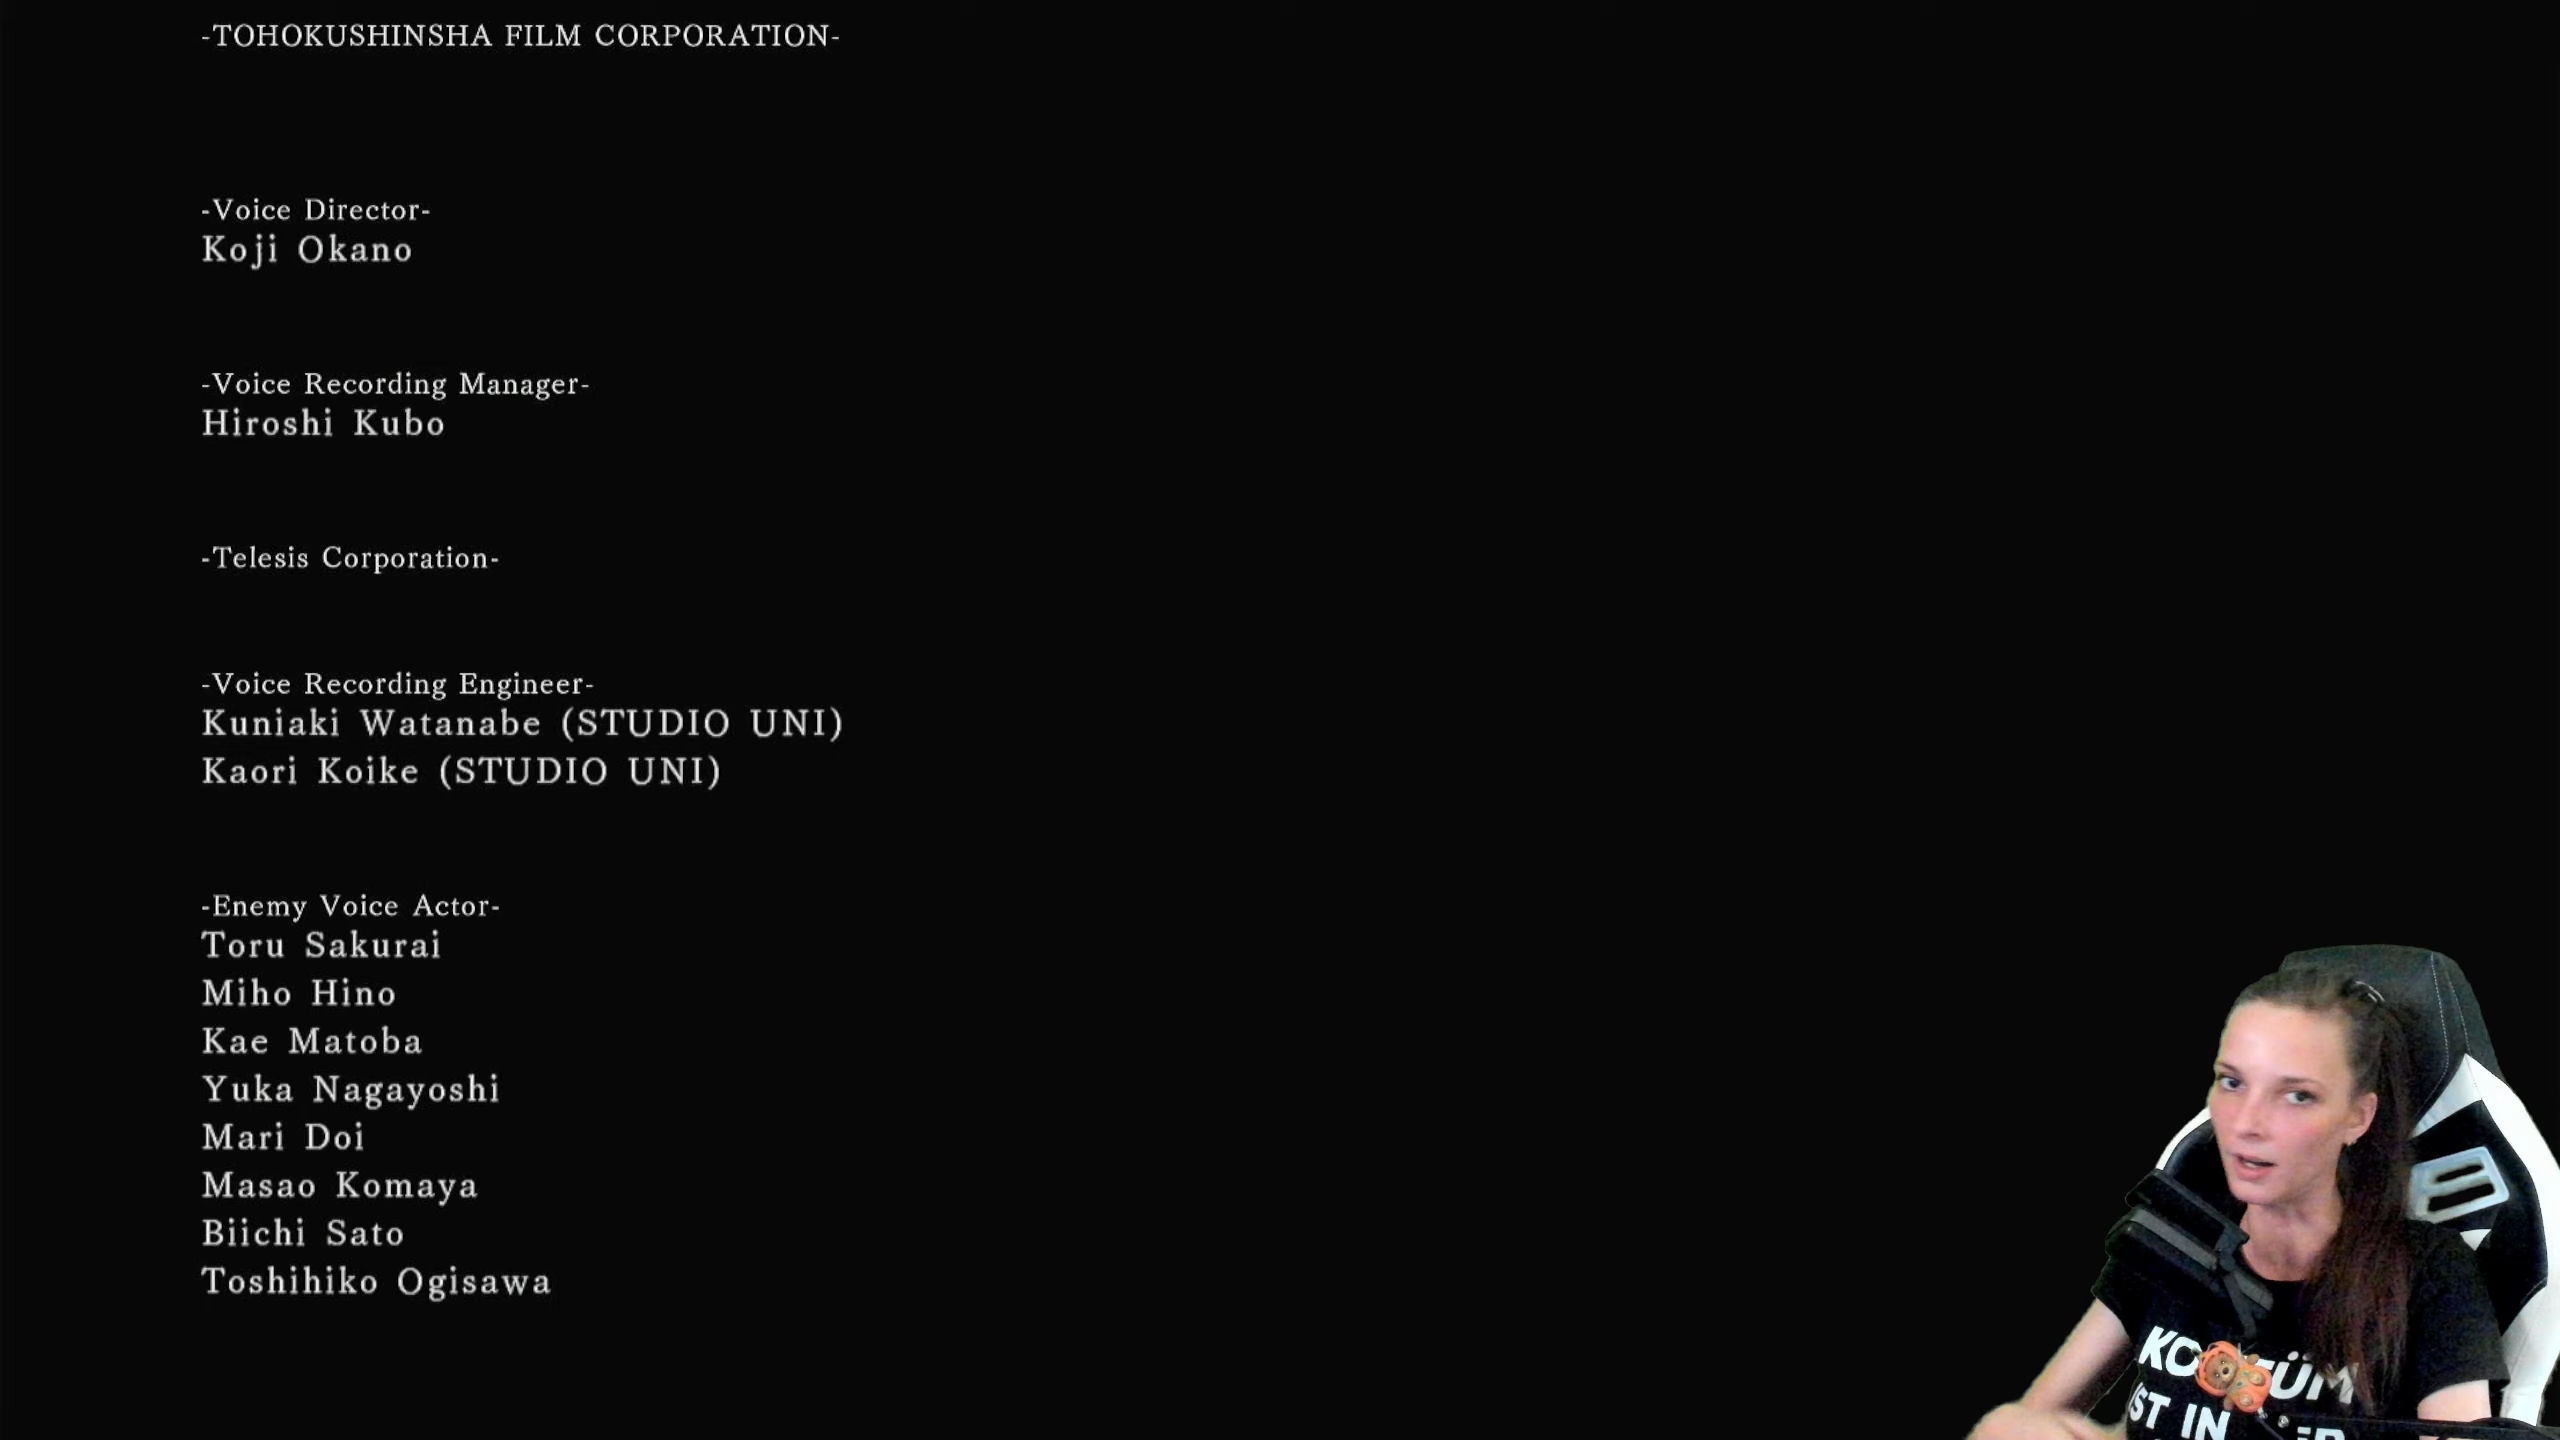 -TOHOKUSHINSHA FILM CORPORATION-
-Voice Director-
Koji Okano
-Voice Recording Manager-
Hiroshi Kubo
-Telesis Corporation-
-Voice Recording Engineer-
Kuniaki Watanabe (STUDIO UNI)
Kaori Koike (STUDIO UNI)
-Enemy Voice Actor-
Toru Sakurai
Miho Hino
Kae Matoba
Yuka Nagayoshi
Mari Doi
Masao Komaya
Biichi Sato
Toshihiko Ogisawa
IN